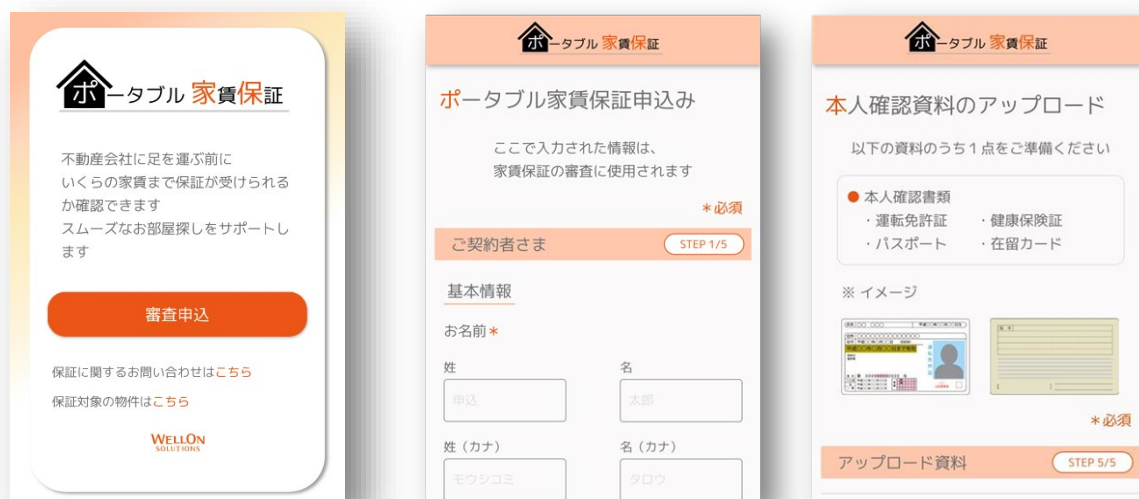 ポータブル 家賃保証
不動産会社に足を運ぶ前に
いくらの家賃まで保証が受けられる
か確認できます
スムーズなお部屋探しをサポートし
ます
審査申込
保証に関するお問い合わせはこちら
保証対象の物件はこちら
WELLON
SOLUTIONS
ポータブル 家賃保証
ポータブル家賃保証申込み
ここで入力された情報は、
家賃保証の審査に使用されます
*必須
ご契約者さま
STEP 1/5
基本情報
お名前*
姓
名
申込
太郎
姓（カナ）
名（カナ）
モウシコミ
タロウ
ポータブル 家賃保証
本人確認資料のアップロード
以下の資料のうち１点をご準備ください
● 本人確認書類
・運転免許証
・健康保険証
・パスポート
・在留カード
※ イメージ
*必須
アップロード資料
STEP 5/5